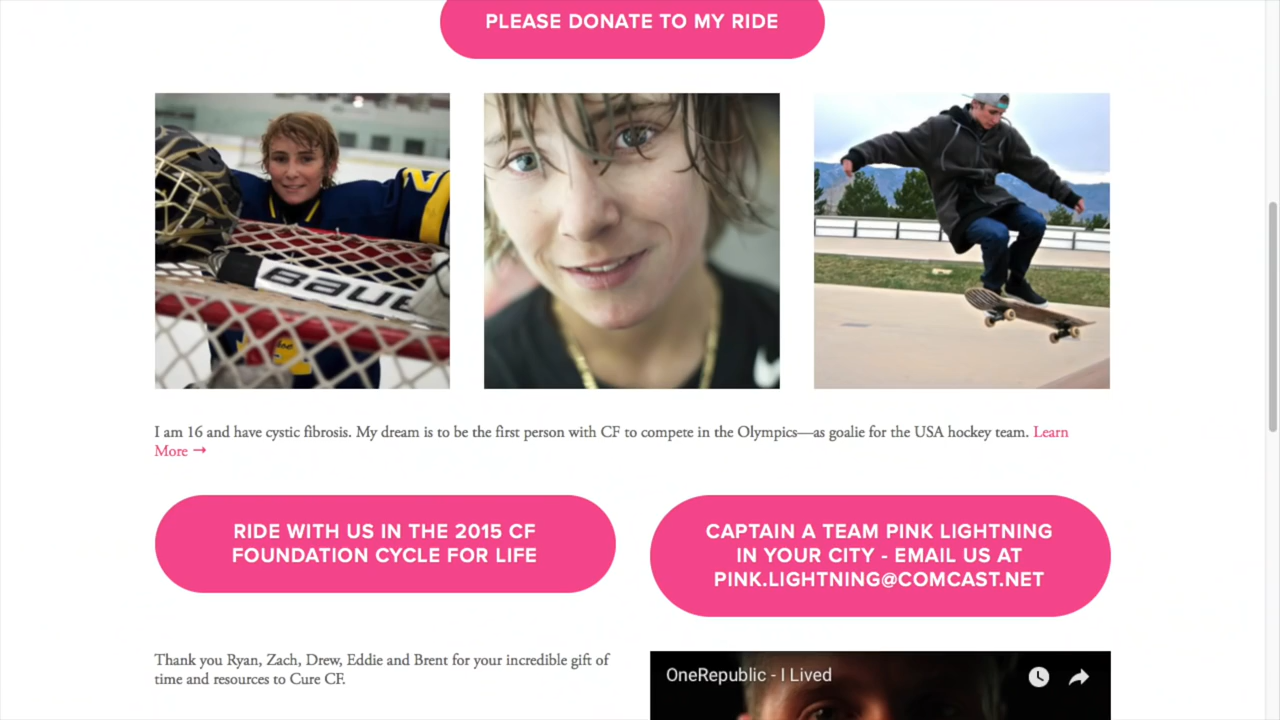 PLEASE DONATE TO MY RIDE
BAUE
I am 16 and have cystic fibrosis. My dream is to be the first person with CF to compete in the Olympics—as goalie for the USA hockey team. Learn
More →
RIDE WITH US IN THE 2015 CF
FOUNDATION CYCLE FOR LIFE
CAPTAIN A TEAM PINK LIGHTNING
IN YOUR CITY - EMAIL US AT
PINK.LIGHTNING@COMCAST.NET
Thank you Ryan, Zach, Drew, Eddie and Brent for your incredible gift of
time and resources to Cure CF.
OneRepublic - I Lived